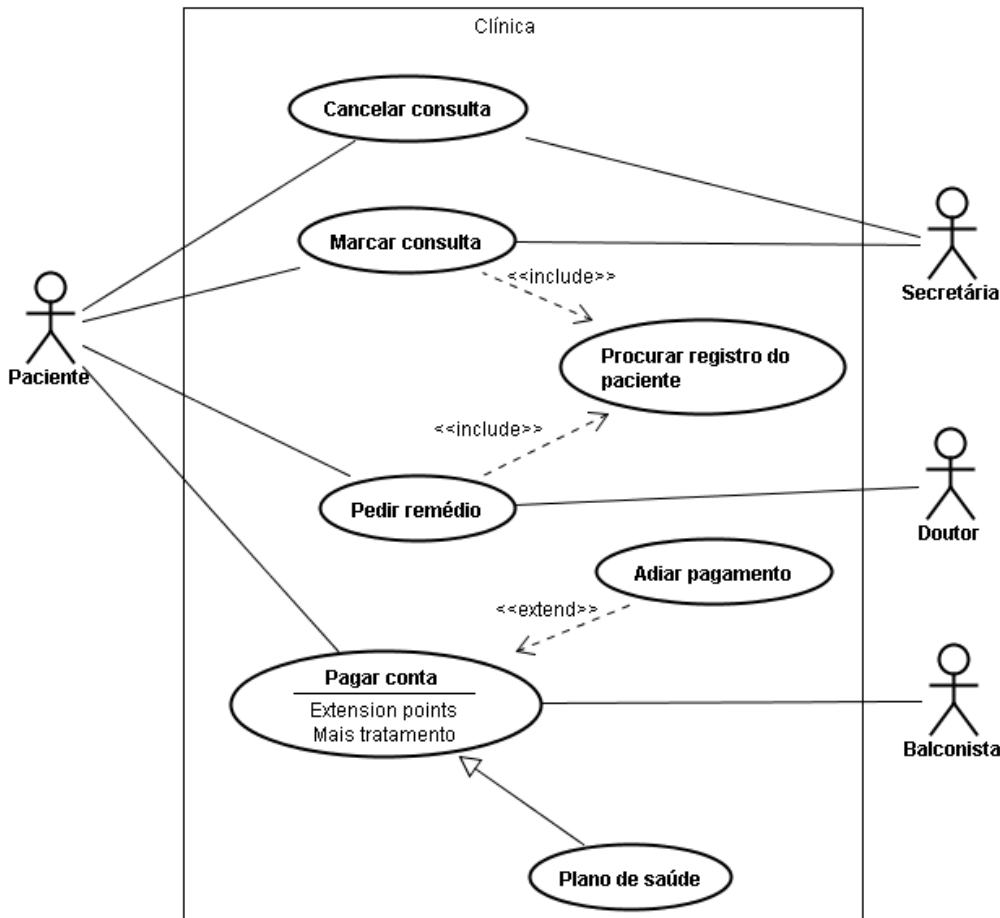 Clínica
Cancelar consulta
Marcar consulta
<<include>>
Secretária
Procurar registro do
paciente
Paciente
<<include>>
Pedir remédio
Doutor
Adiar pagamento
<<extend>>
Pagar conta
Extension points
Mais tratamento
Balconista
Plano de saúde